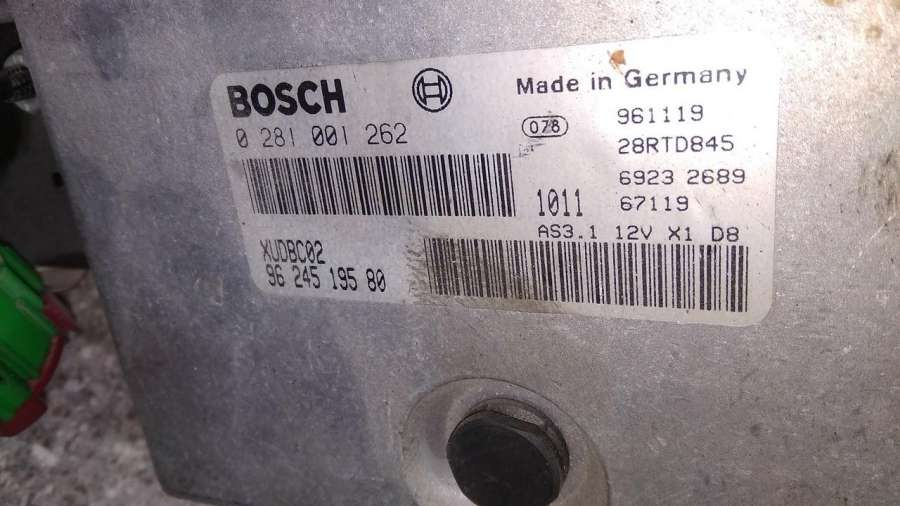 BOSCH
Made in Germany
0 281 001 262
078
961119
28RTD845
69232 2689
1011
67119
AS3.1 12V X1 D8
XUDBC02
96 245 195 80